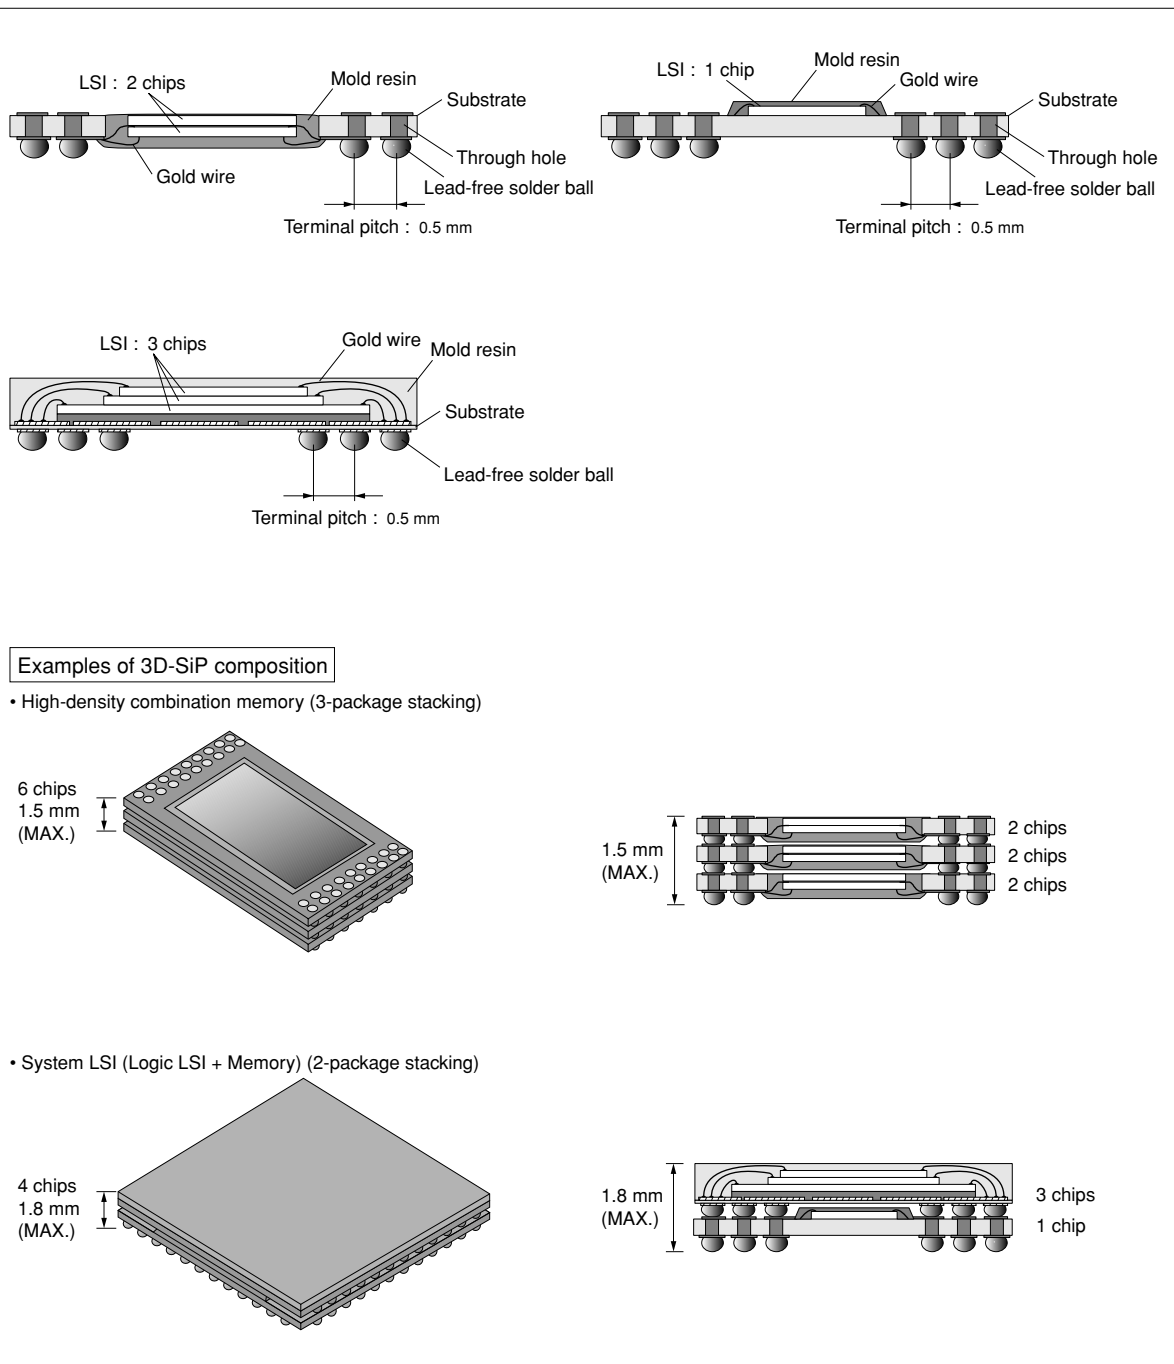 LSI : 2 chips
Mold resin
Substrate
Through hole
Gold wire
Lead-free solder ball
Terminal pitch : 0.5 mm
LSI : 1 chip
Mold resin
Gold wire
Substrate
Through hole
Lead-free solder ball
Terminal pitch : 0.5 mm
LSI : 3 chips
Gold wire
Mold resin
Substrate
Lead-free solder ball
Terminal pitch : 0.5 mm
Examples of 3D-SiP composition
• High-density combination memory (3-package stacking)
6 chips
1.5 mm
(MAX.)
1.5 mm
(MAX.)
2 chips
2 chips
2 chips
• System LSI (Logic LSI + Memory) (2-package stacking)
4 chips
1.8 mm
(MAX.)
1.8 mm
(MAX.)
3 chips
1 chip